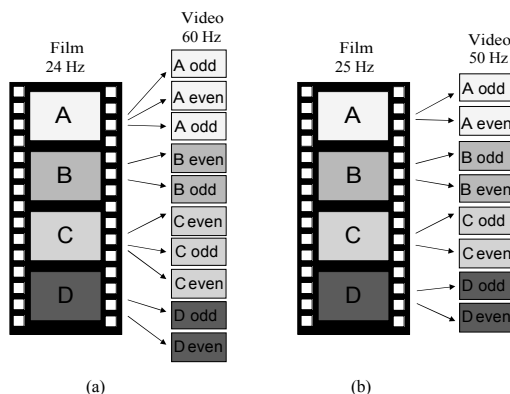 Film
24 Hz
Video
60 Hz
A
B
C
D
A odd
A even
A odd
B even
B odd
C even
C odd
C even
D odd
D even
(a)
Film
25 Hz
Video
50 Hz
A
B
C
D
A odd
A even
B odd
B even
C odd
C even
D odd
D even
(b)